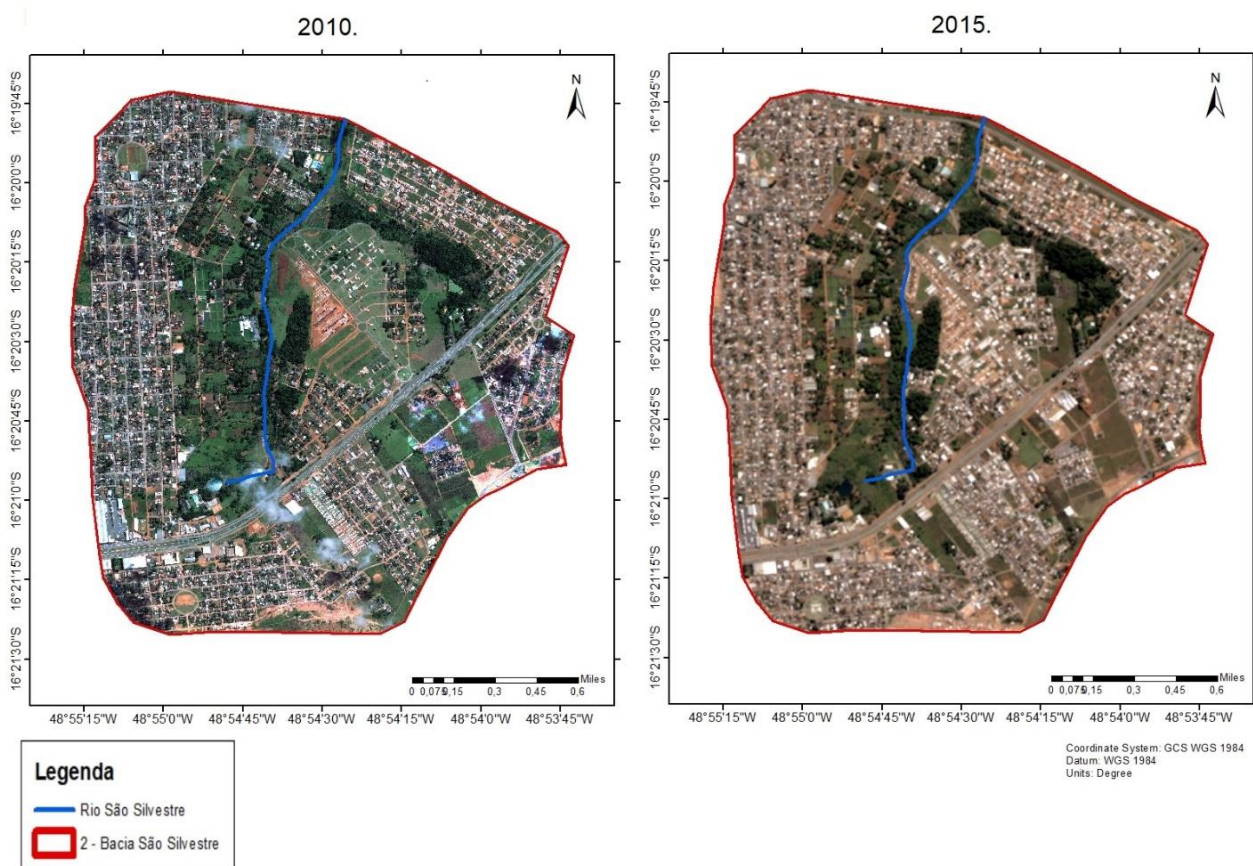 2010.
2015.
N
N
16°19'45"S
16°20'0"S
16°20'15"S
16°20'30"S
16°20'45"S
16°21'0"S
16°21'15"S
16°21'30"S
16°19'45"S
16°20'0"S
16°20'15"S
16°20'30"S
16°20'45"S
16°21'0"S
16°21'15"S
16°21'30"S
Miles
0 0,075 0,15 0,3 0,45 0,6
Miles
0 0,075 0,15 0,3 0,45 0,6
48°55'15"W 48°55'0"W 48°54'45"W 48°54'30"W 48°54'15"W 48°54'0"W 48°53'45"W
48°55'15"W 48°55'0"W 48°54'45"W 48°54'30"W 48°54'15"W 48°54'0"W 48°53'45"W
Coordinate System: GCS WGS 1984
Datum: WGS 1984
Units: Degree
Legenda
Rio São Silvestre
2 - Bacia São Silvestre